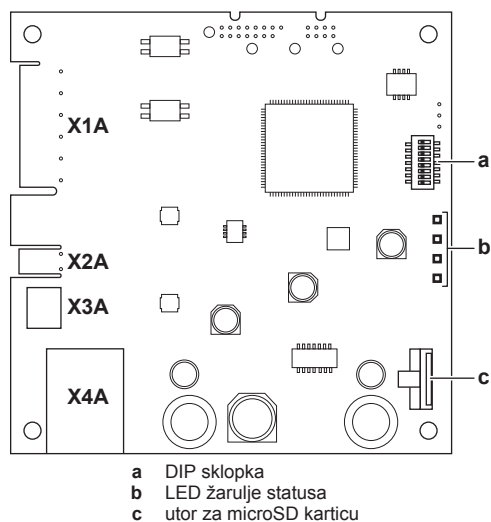 X1A
a
b
X2A
X3A
X4A
c
a DIP sklopka
b LED žarulje statusa
c utor za microSD karticu